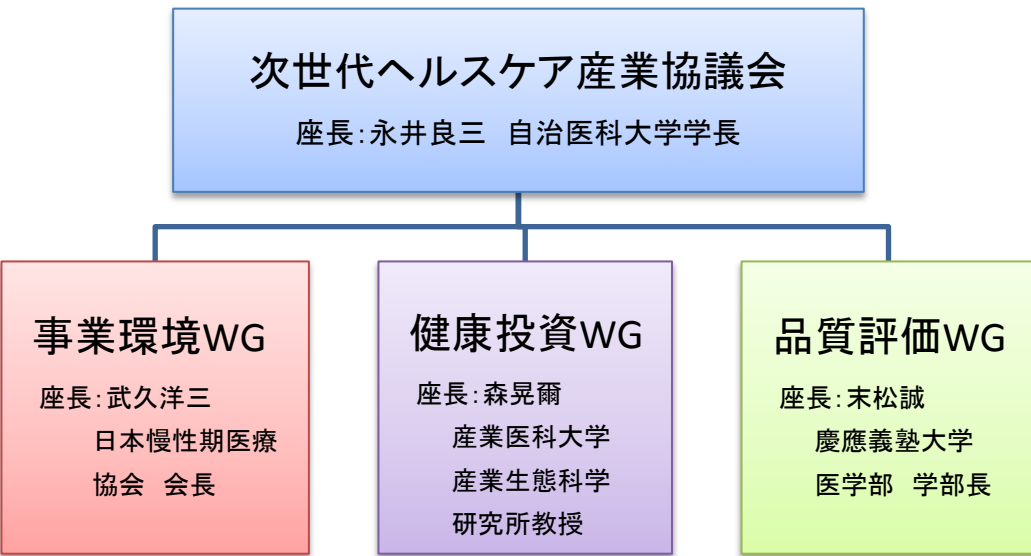 次世代ヘルスケア産業協議会
座長:永井良三 自治医科大学学長
事業環境WG
座長:武久洋三
日本慢性期医療
協会 会長
健康投資WG
座長:森晃爾
産業医科大学
産業生態科学
研究所教授
品質評価WG
座長:末松誠
慶應義塾大学
医学部 学部長